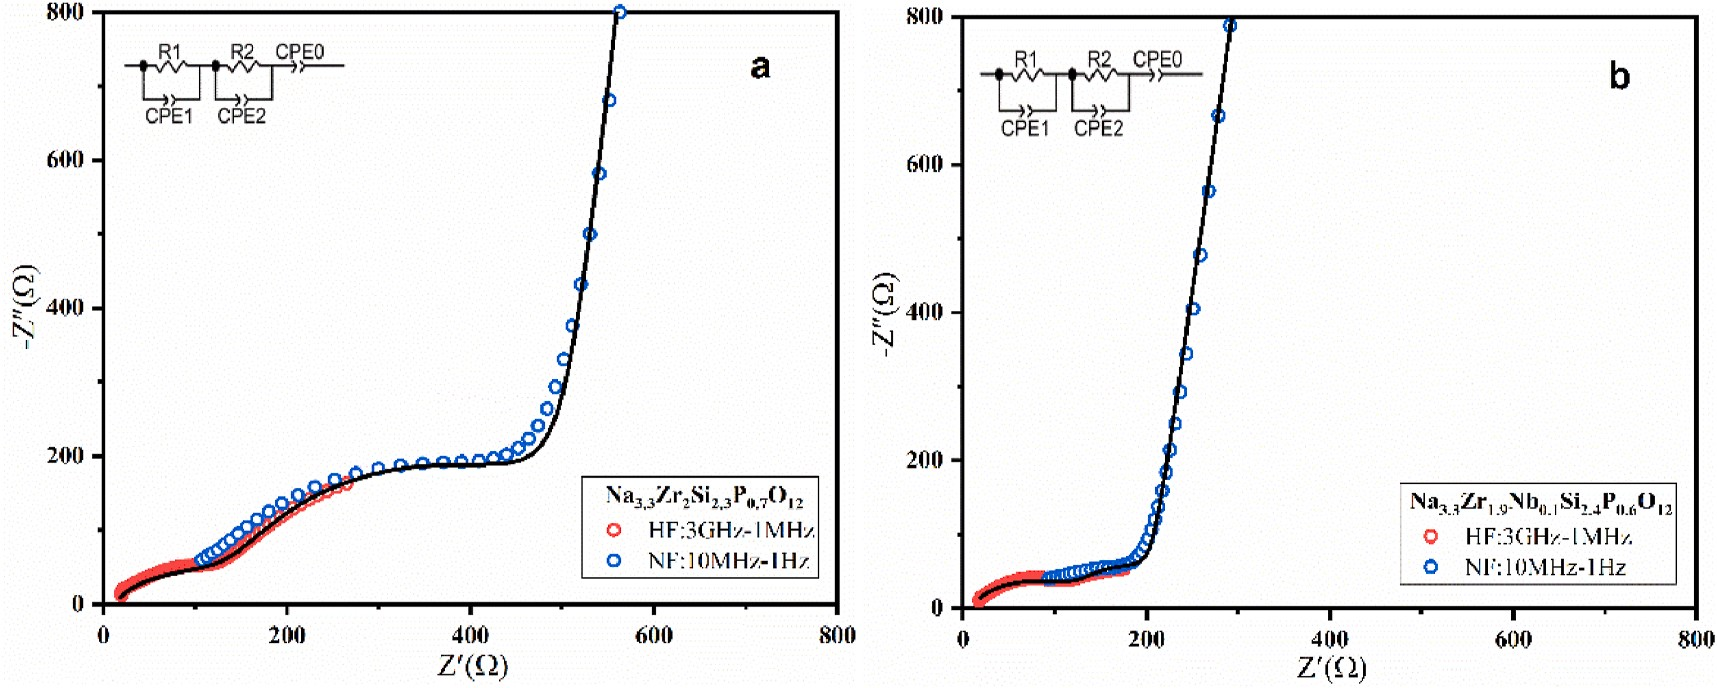 800
600
400
200
0
0 200 400 600 800
-Z″(Ω)
Z′(Ω)
R1 R2 CPE0
CPE1 CPE2
a
Na3,3Zr2Si2,3P0,7O12
HF:3GHz-1MHz
NF:10MHz-1Hz
800
600
400
200
0
0 200 400 600 800
-Z″(Ω)
Z′(Ω)
R1 R2 CPE0
CPE1 CPE2
b
Na3.3Zr1.9-Nb0.1Si2.4P0.6O12
HF:3GHz-1MHz
NF:10MHz-1Hz